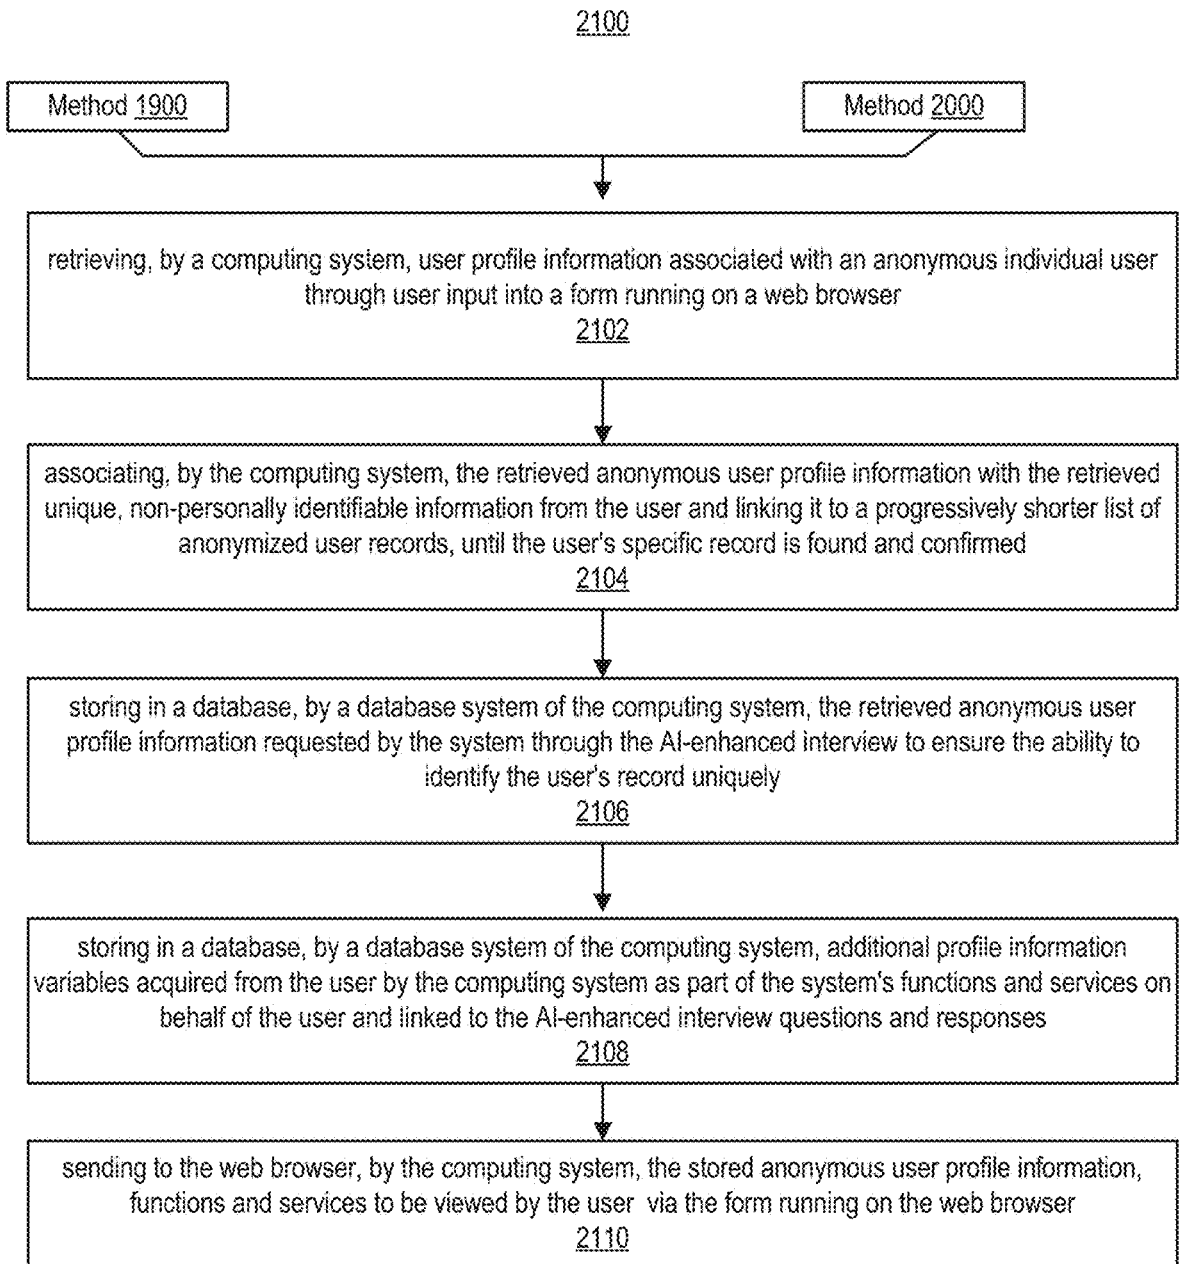 2100
Method 1900
Method 2000
retrieving, by a computing system, user profile information associated with an anonymous individual user
through user input into a form running on a web browser
2102
associating, by the computing system, the retrieved anonymous user profile information with the retrieved
unique, non-personally identifiable information from the user and linking it to a progressively shorter list of
anonymized user records, until the user's specific record is found and confirmed
2104
storing in a database, by a database system of the computing system, the retrieved anonymous user
profile information requested by the system through the AI-enhanced interview to ensure the ability to
identify the user's record uniquely
2106
storing in a database, by a database system of the computing system, additional profile information
variables acquired from the user by the computing system as part of the system's functions and services on
behalf of the user and linked to the AI-enhanced interview questions and responses
2108
sending to the web browser, by the computing system, the stored anonymous user profile information,
functions and services to be viewed by the user via the form running on the web browser
2110